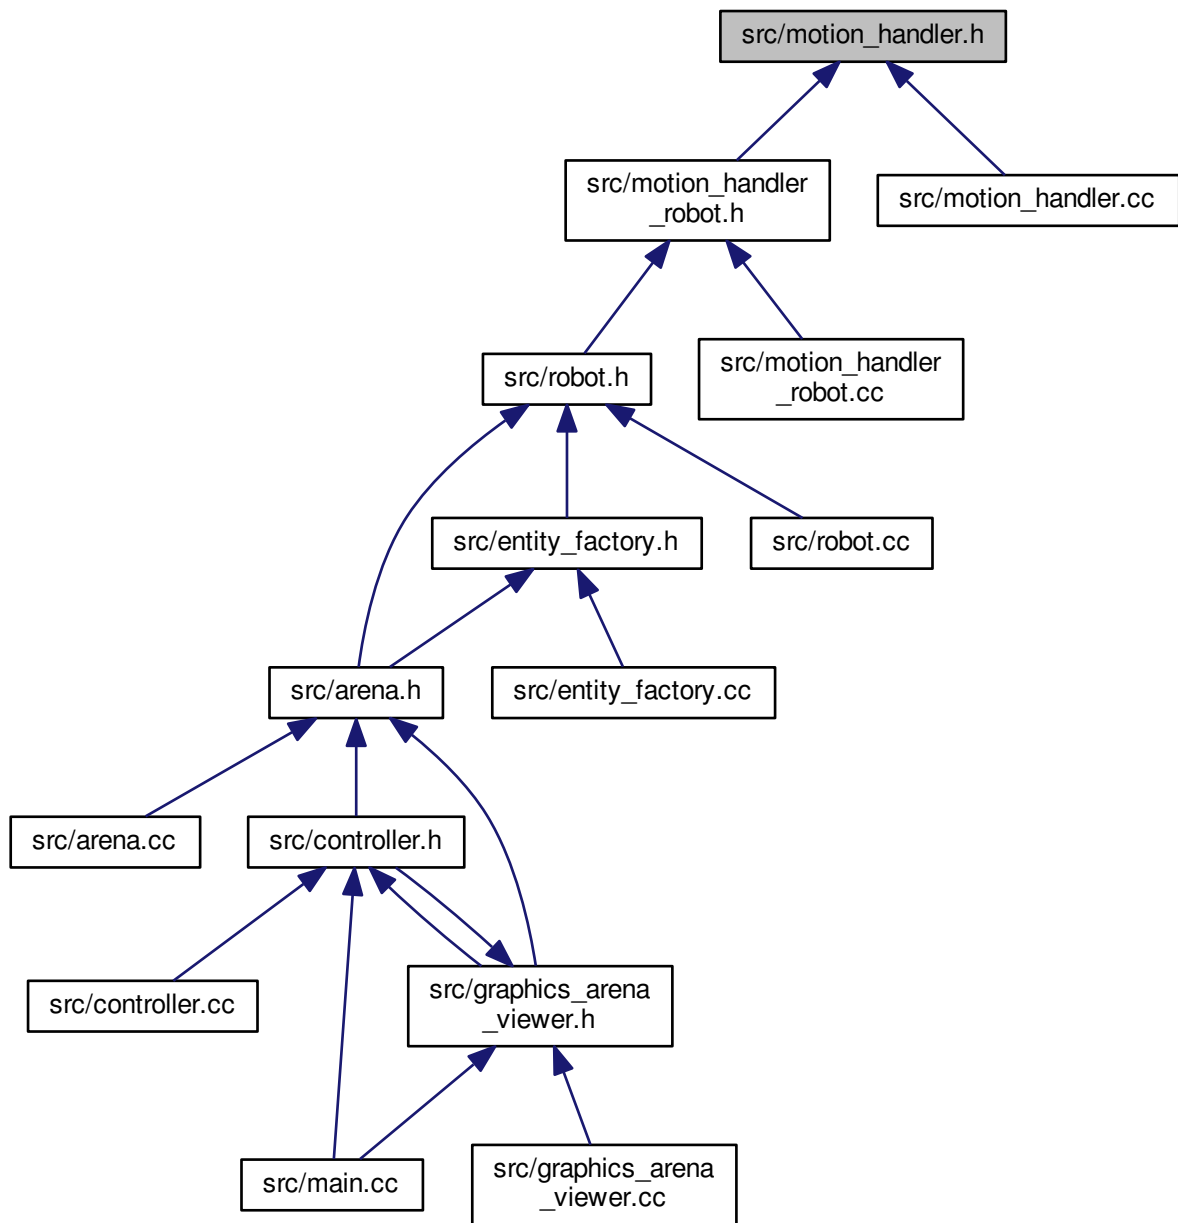 src/motion_handler.h
src/motion_handler
_robot.h
src/motion_handler.cc
src/robot.h
src/motion_handler
_robot.cc
src/entity_factory.h
src/robot.cc
src/arena.h
src/entity_factory.cc
src/arena.cc
src/controller.h
src/controller.cc
src/graphics_arena
_viewer.h
src/main.cc
src/graphics_arena
_viewer.cc